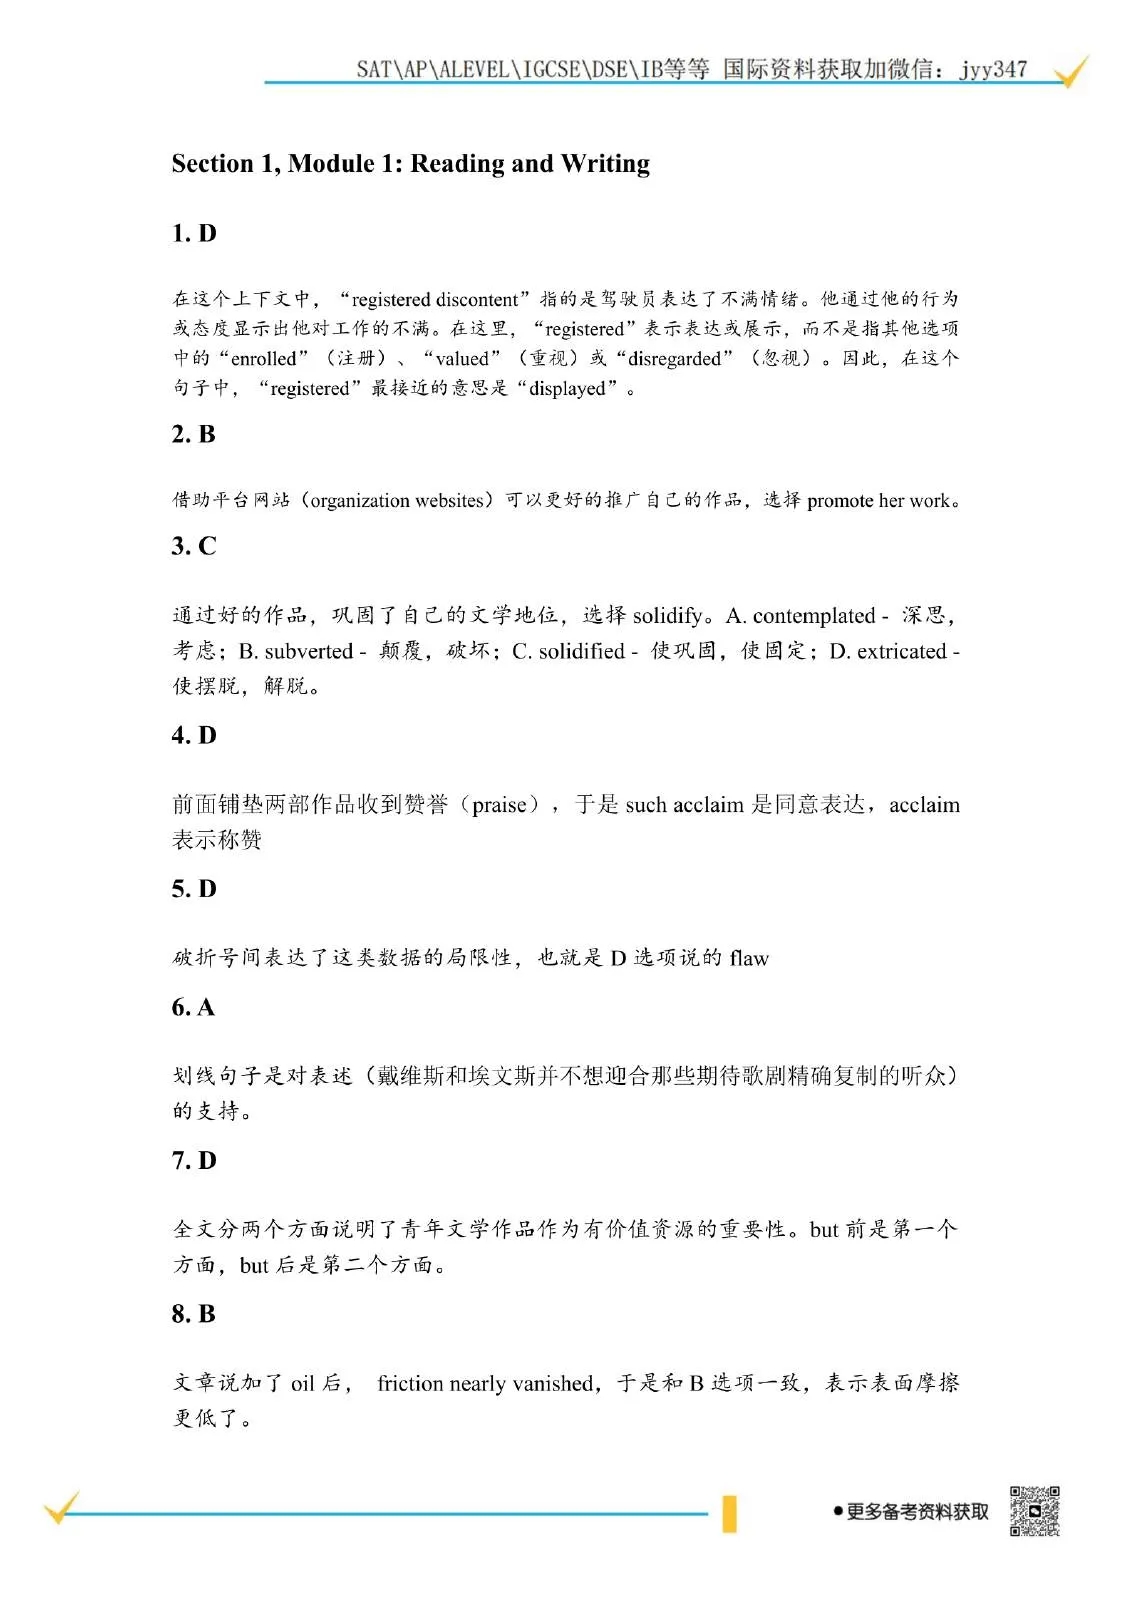 SAT\AP\ALEVEL\IGCSE\DSE\IB等等 国际资料获取加微信：jyy347
Section 1, Module 1: Reading and Writing
1. D
在这个上下文中，“registered discontent”指的是驾驶员表达了不满情绪。他通过他的行为
或态度显示出他对工作的不满。在这里，“registered”表示表达或展示，而不是指其他选项
中的“enrolled”（注册）、“valued”（重视）或“disregarded”（忽视）。因此，在这个
句子中，“registered”最接近的意思是“displayed”。
2. B
借助平台网站（organization websites）可以更好的推广自己的作品，选择 promote her work。
3. C
通过好的作品，巩固了自己的文学地位，选择 solidify。A. contemplated - 深思，
考虑；B. subverted - 颠覆，破坏；C. solidified - 使巩固，使固定；D. extricated -
使摆脱，解脱。
4. D
前面铺垫两部作品收到赞誉（praise），于是 such acclaim 是同意表达，acclaim
表示称赞
5. D
破折号间表达了这类数据的局限性，也就是 D 选项说的 flaw
6. A
划线句子是对表述（戴维斯和埃文斯并不想迎合那些期待歌剧精确复制的听众）
的支持。
7. D
全文分两个方面说明了青年文学作品作为有价值资源的重要性。but 前是第一个
方面，but 后是第二个方面。
8. B
文章说加了 oil 后， friction nearly vanished，于是和 B 选项一致，表示表面摩擦
更低了。
●更多备考资料获取